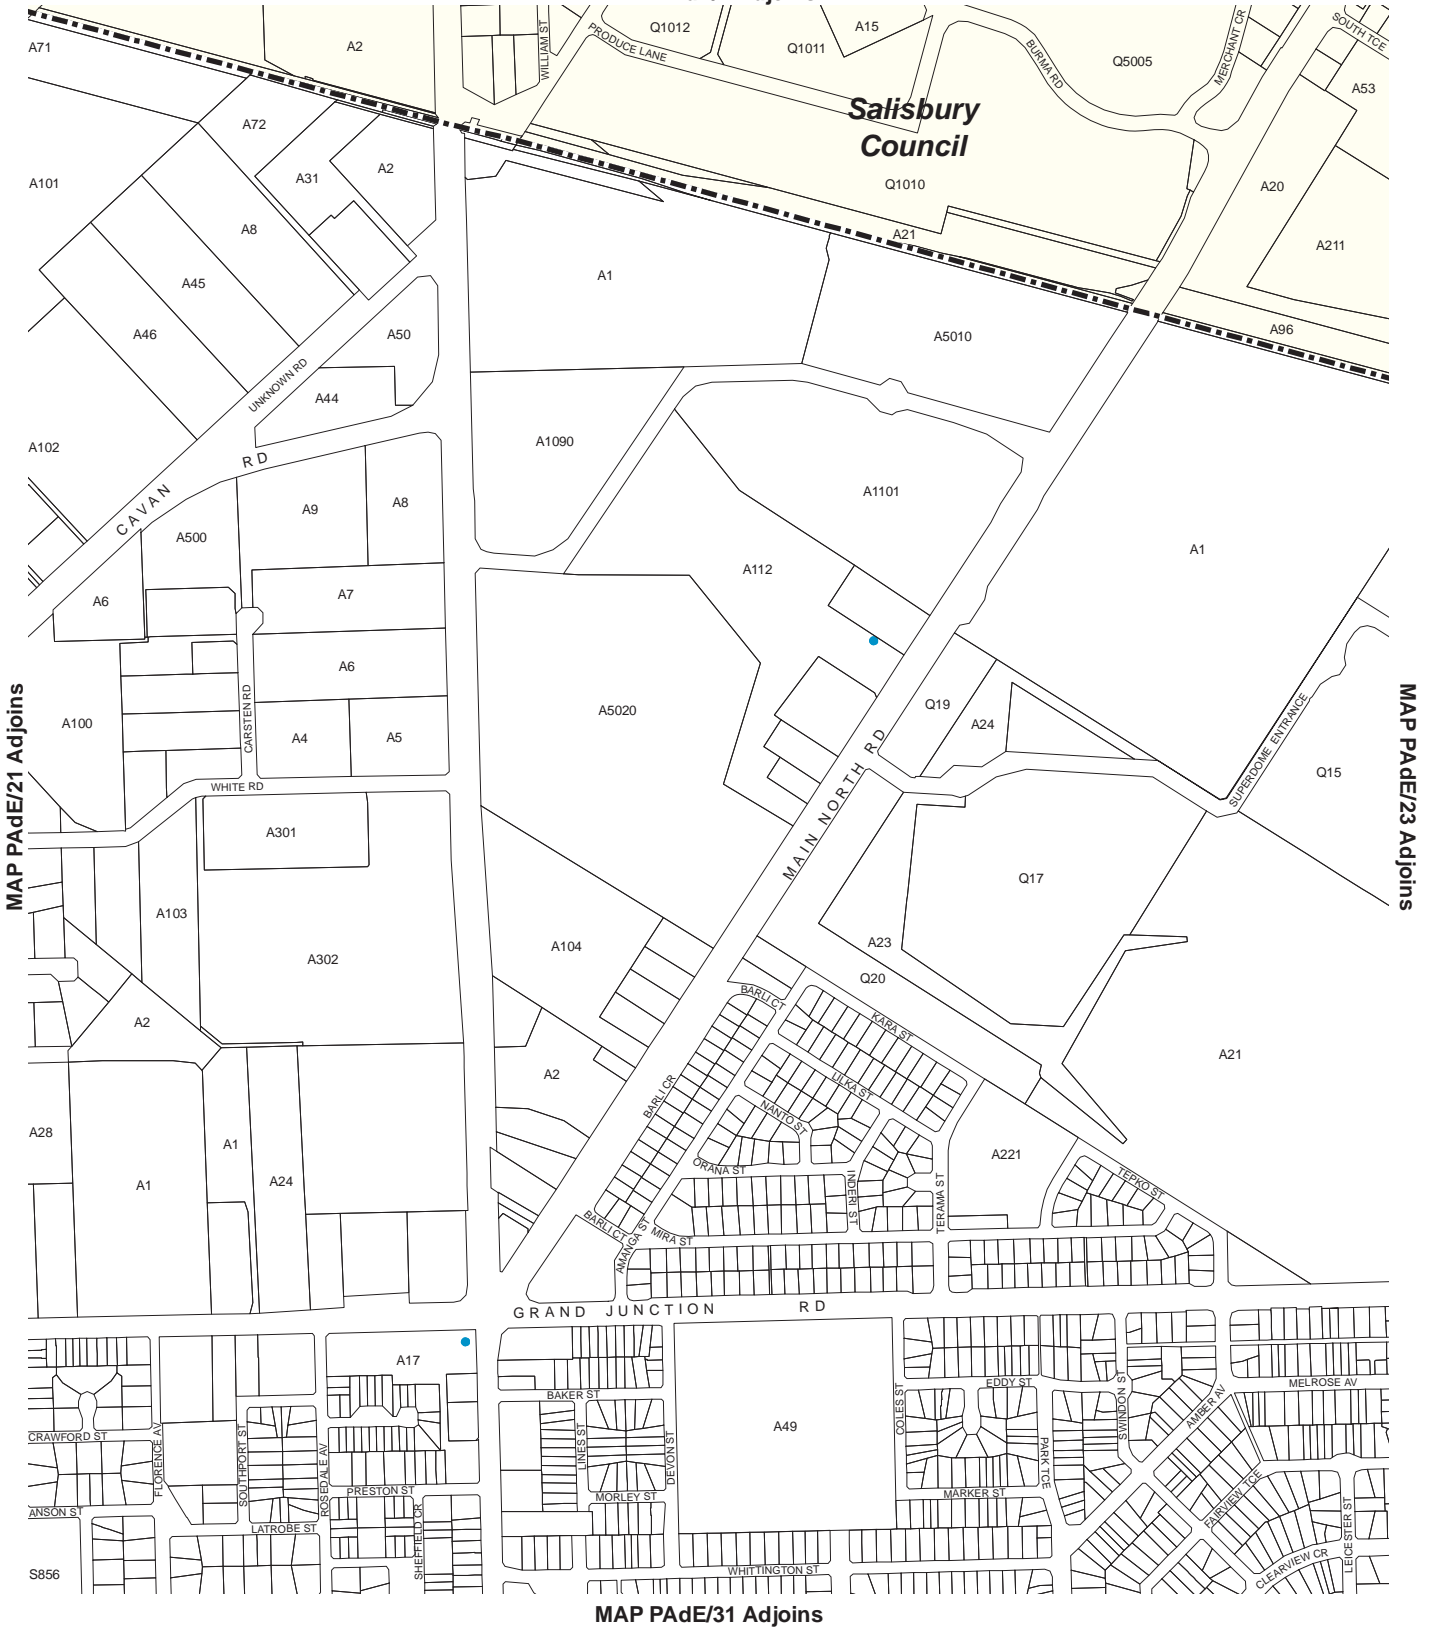 A71
A2
WILLIAM ST
PRODUCE LANE
Q1012
Q1011
A15
BURMA RD
Q5005
MERCHANT CR
SOUTH TCE
A53
A72
Salisbury
Council
A101
A31
A2
Q1010
A20
A8
A21
A211
A1
A45
A46
A50
A5010
A96
UNKNOWN RD
A44
A102
RD
A1090
A1101
CAVAN
A9
A8
A500
A1
A112
A7
A6
A6
MAP PAdE/21 Adjoins
MAP PAdE/23 Adjoins
A100
CARSTEN RD
A4
A5
A5020
Q19
A24
SUPERDOME ENTRANCE
Q15
WHITE RD
MAIN NORTH RD
A301
Q17
A103
A302
A104
A23
Q20
BARLI CT
A2
KARA ST
A21
A2
BARLI CR
LILKA ST
NANTO ST
A28
A1
A1
A24
ORANA ST
INDERI ST
TERAMA ST
A221
TEPKO ST
BARLI CT
AMANGA ST
MIRA ST
GRAND JUNCTION RD
A17
BAKER ST
EDDY ST
MELROSE AV
SWINDON ST
AMBER AV
CRAWFORD ST
FLORENCE AV
SOUTHPORT ST
ROSEDALE AV
LINES ST
DEVON ST
A49
COLES ST
PARK TCE
PRESTON ST
MORLEY ST
MARKER ST
FAIRVIEW TCE
ANSON ST
LATROBE ST
SHEFFIELD CR
LEICESTER ST
S856
WHITTINGTON ST
CLEARVIEW CR
MAP PAdE/31 Adjoins